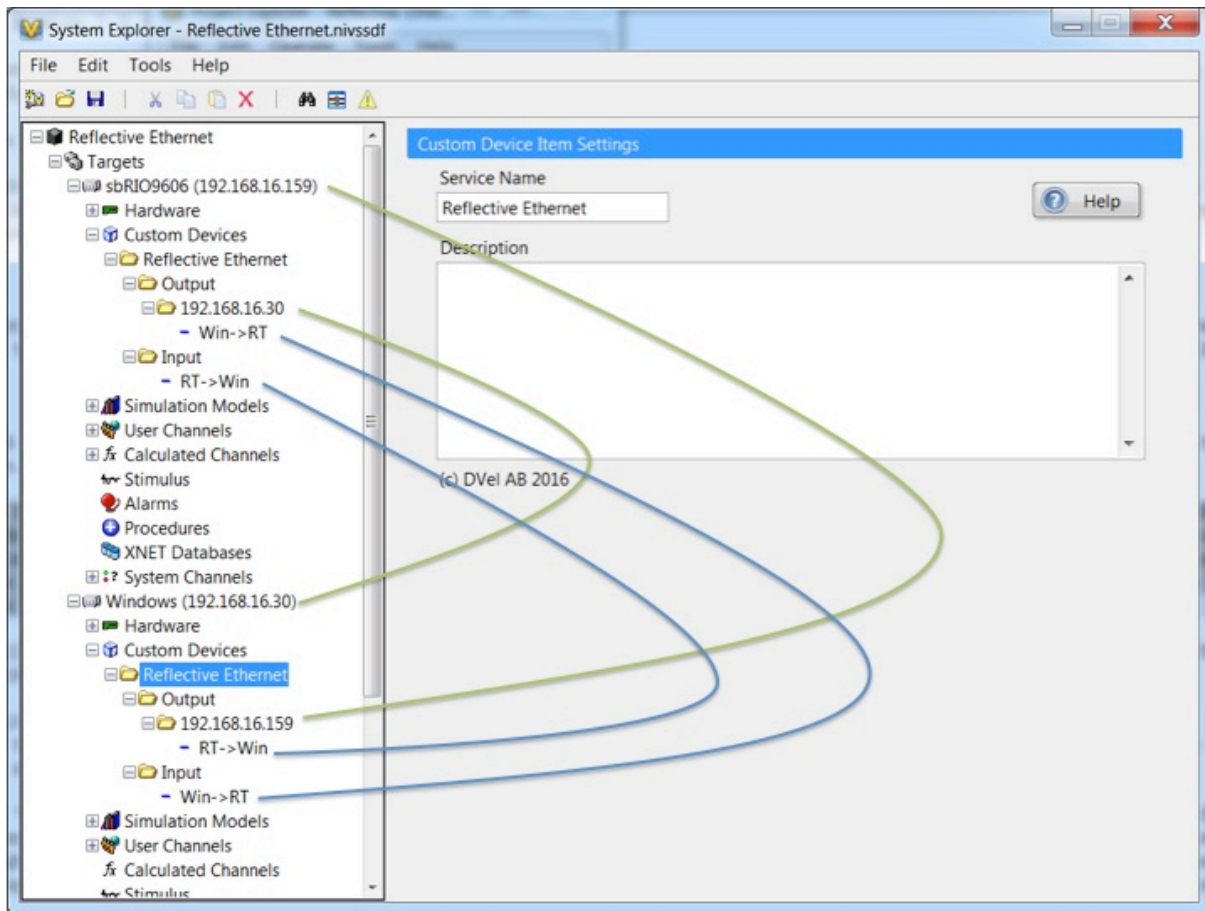 System Explorer - Reflective Ethernet.nivssdf
File Edit Tools Help
Reflective Ethernet
Targets
sbRIO9606 (192.168.16.159)
Hardware
Custom Devices
Reflective Ethernet
Output
192.168.16.30
Win->RT
Input
RT->Win
Simulation Models
User Channels
fx Calculated Channels
Stimulus
Alarms
Procedures
XNET Databases
System Channels
Windows (192.168.16.30)
Hardware
Custom Devices
Reflective Ethernet
Output
192.168.16.159
RT->Win
Input
Win->RT
Simulation Models
User Channels
fx Calculated Channels
Stimulus
Custom Device Item Settings
Service Name
Reflective Ethernet
Help
Description
(c) DVel AB 2016